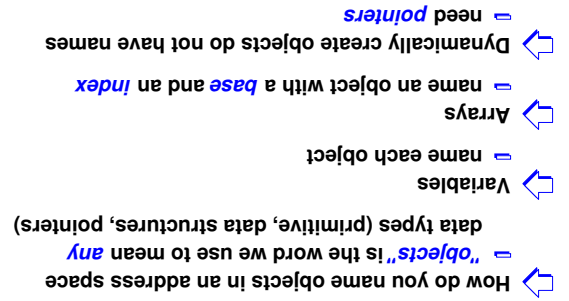 How do you name objects in an address space
"objects" is the word we use to mean any
data types (primitive, data structures, pointers)
Variables
name each object
Arrays
name an object with a base and an index
Dynamically create objects do not have names
need pointers